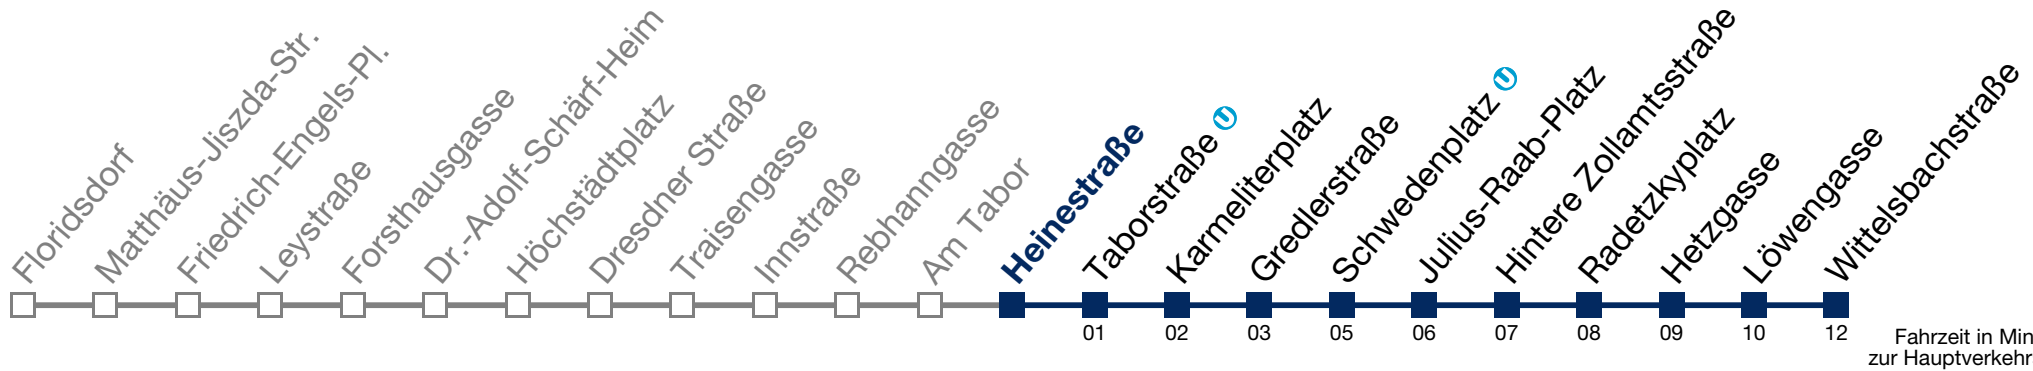 Floridsdorf
Matthäus-Jiszda-Str.
Friedrich-Engels-Pl.
Leystraße
Forsthausgasse
Dr.-Adolf-Schärf-Heim
Höchstädtplatz
Dresdner Straße
Traisengasse
Innstraße
Rebhanngasse
Am Tabor
Heinestraße
Taborstraße U
Karmeliterplatz
Gredlerstraße
Schwedenplatz U
Julius-Raab-Platz
Hintere Zollamtsstraße
Radetzkyplatz
Hetzgasse
Löwengasse
Wittelsbachstraße
01 02 03 05 06 07 08 09 10 12
Fahrzeit in Min
zur Hauptverkehr